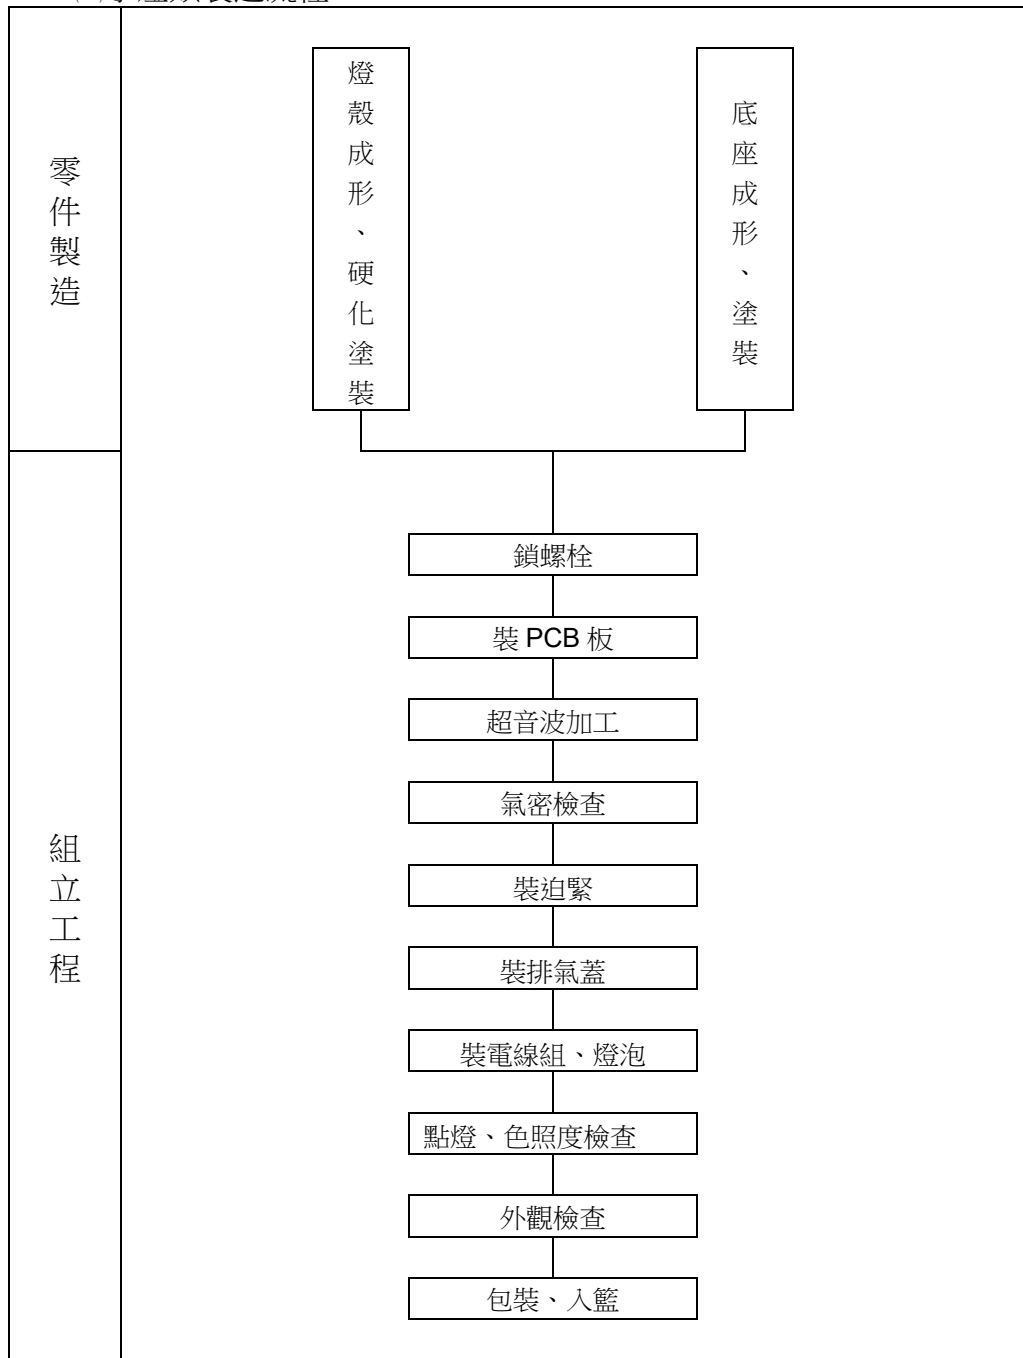 零件製造
燈殼成形、硬化塗裝
底座成形、塗裝
組立工程
鎖螺栓
裝 PCB 板
超音波加工
氣密檢查
裝迫緊
裝排氣蓋
裝電線組、燈泡
點燈、色照度檢查
外觀檢查
包裝、入籃